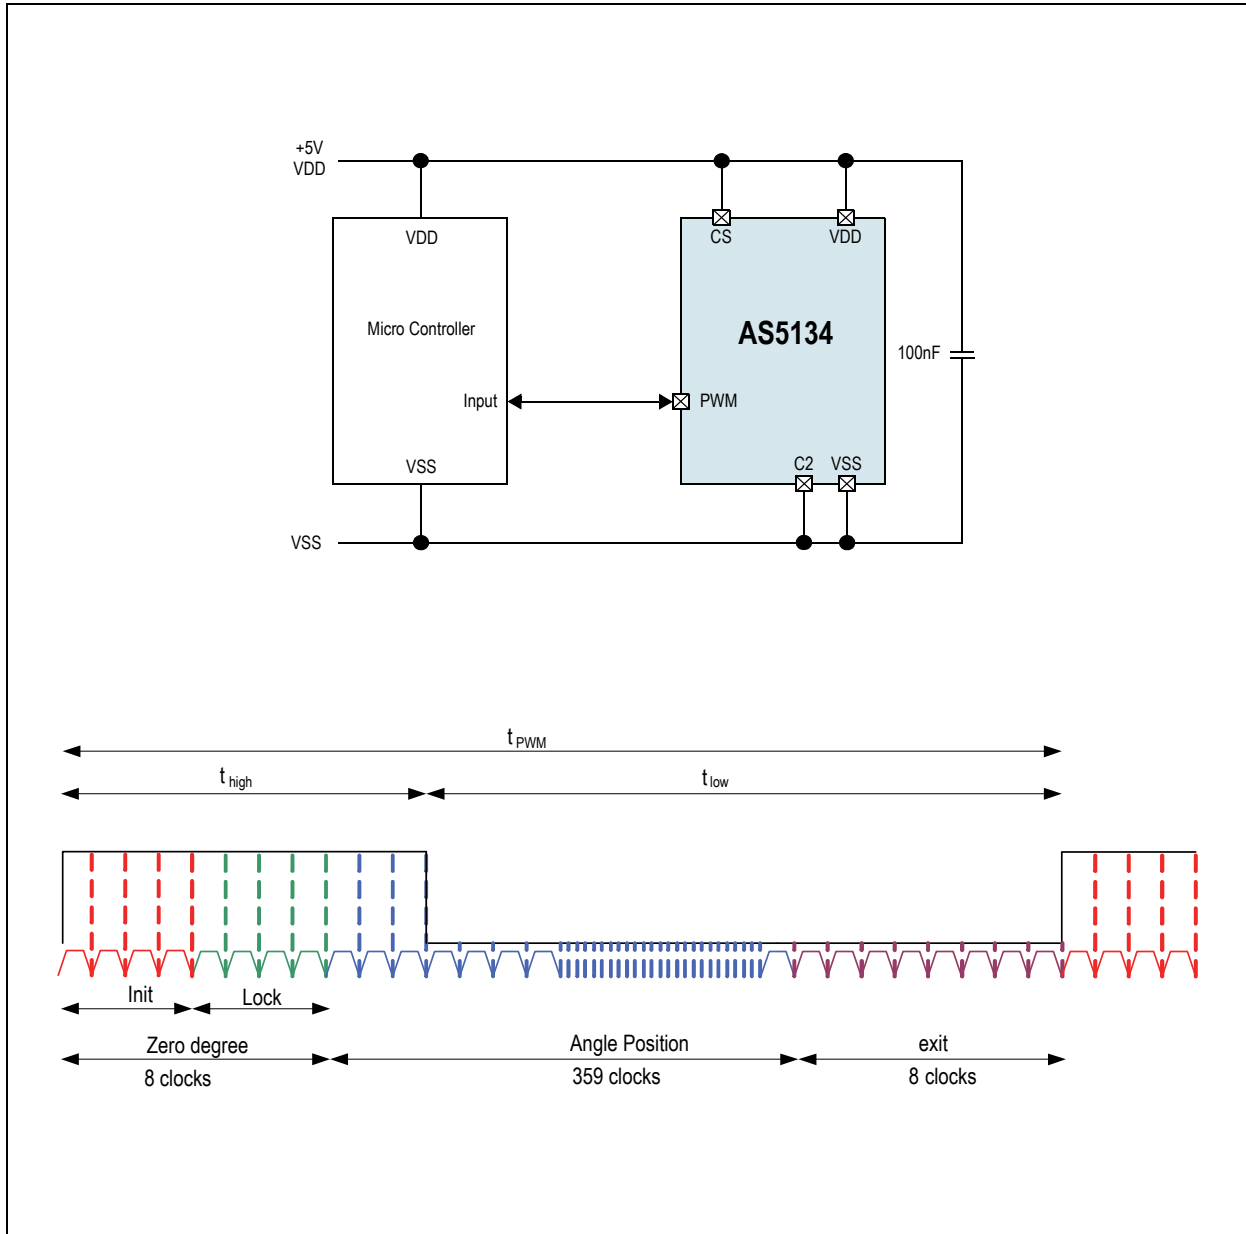 +5V
VDD
VDD
CS
VDD
Micro Controller
AS5134
100nF
Input
PWM
VSS
C2
VSS
VSS
t PWM
t high
t low
Init
Lock
Zero degree
Angle Position
exit
8 clocks
359 clocks
8 clocks